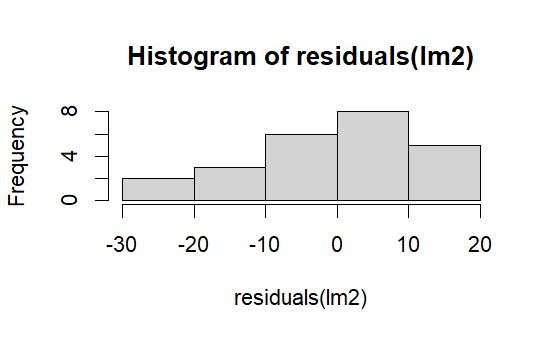 Histogram of residuals(lm2)
Frequency
8
4
0
-30 -20 -10 0 10 20
residuals(lm2)